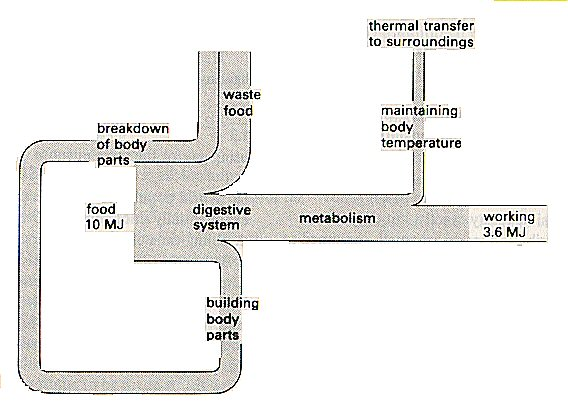 thermal transfer
to surroundings
waste
food
maintaining
body
temperature
breakdown
of body
parts
food
10 MJ
digestive
system
metabolism
working
3.6 MJ
building
body
parts